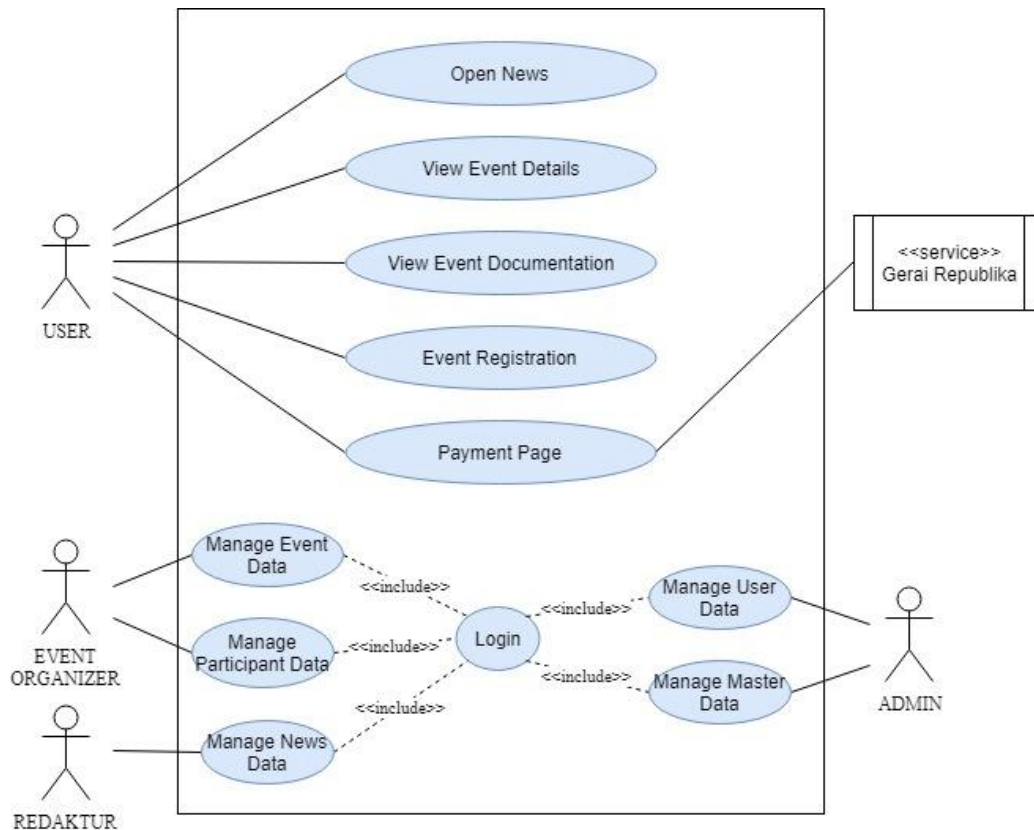 Open News
View Event Details
View Event Documentation
Event Registration
Payment Page
USER
<<service>>
Gerai Republika
Manage Event
Data
Manage
Participant Data
Manage News
Data
EVENT
ORGANIZER
REDAKTUR
<<include>>
<<include>>
<<include>>
Login
<<include>>
<<include>>
Manage User
Data
Manage Master
Data
ADMIN